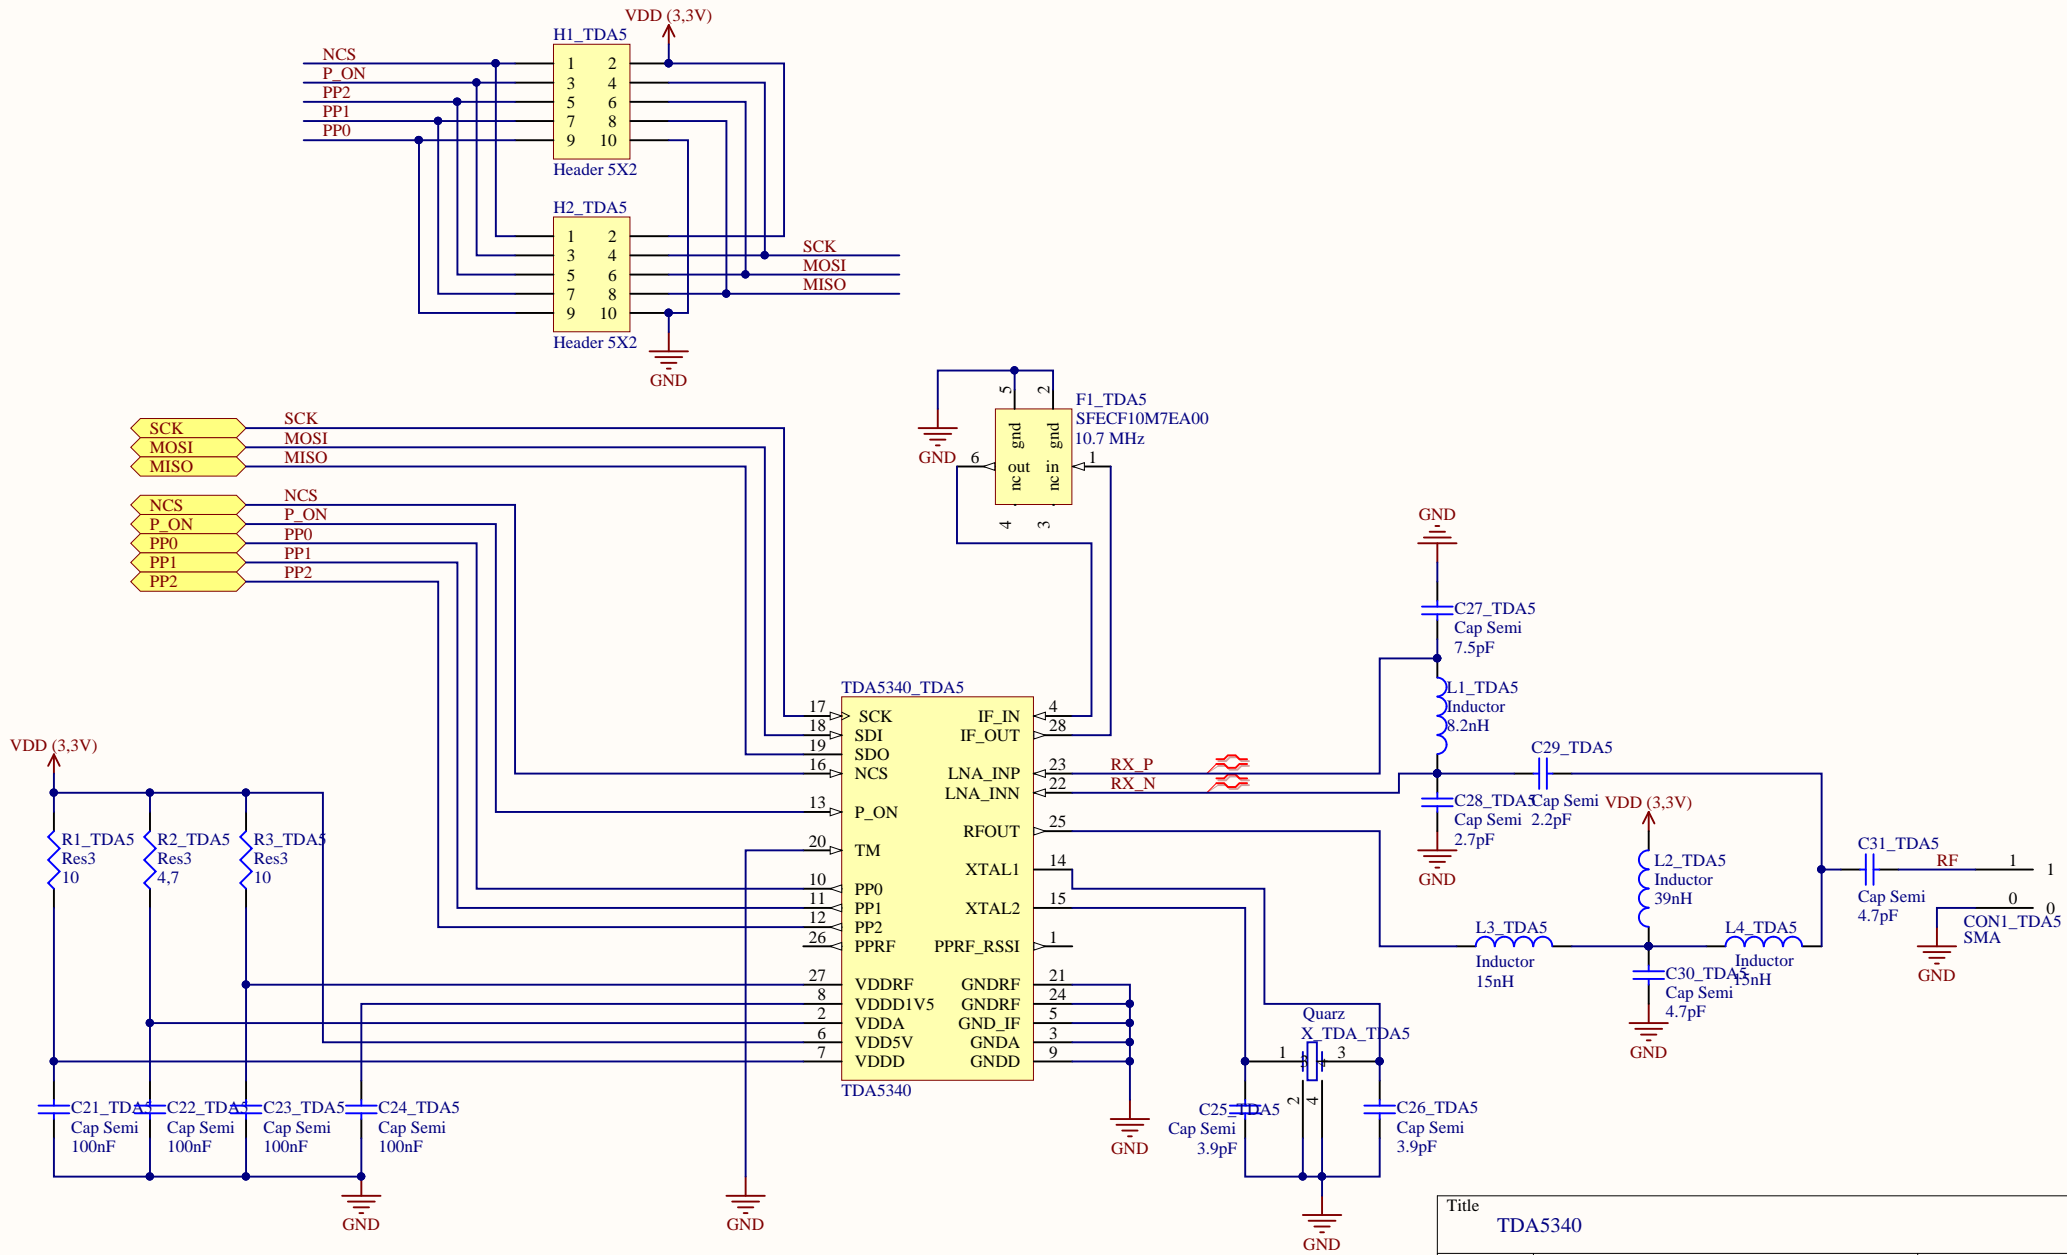 VDD (3,3V)
H1_TDA5
NCS
P_ON
PP2
PP1
PP0
1 2
3 4
5 6
7 8
9 10
Header 5X2
H2_TDA5
1 2
3 4
5 6
7 8
9 10
SCK
MOSI
MISO
Header 5X2
GND
SCK SCK
MOSI MOSI
MISO MISO
NCS NCS
P_ON P_ON
PP0 PP0
PP1 PP1
PP2 PP2
5 2
F1_TDA5
SFECF10M7EA00
10.7 MHz
gnd gnd
GND
6 out in 1
nc nc
4 3
GND
C27_TDA5
Cap Semi
7.5pF
L1_TDA5
Inductor
8.2nH
TDA5340_TDA5
17 SCK
18 SDI
19 SDO
16 NCS
13 P_ON
20 TM
10 PP0
11 PP1
12 PP2
26 PPRF
27 VDDRF
8 VDDD1V5
2 VDDA
6 VDD5V
7 VDDD
IF_IN 4
IF_OUT 28
LNA_INP 23 RX_P
LNA_INN 22 RX_N
RFOUT 25
XTAL1 14
XTAL2 15
PPRF_RSSI 1
GNDRF 21
GNDRF 24
GND_IF 5
GNDA 3
GNDD 9
TDA5340
GND
VDD (3,3V)
R1_TDA5
Res3
10
R2_TDA5
Res3
4,7
R3_TDA5
Res3
10
C21_TDA5
Cap Semi
100nF
C22_TDA5
Cap Semi
100nF
C23_TDA5
Cap Semi
100nF
C24_TDA5
Cap Semi
100nF
GND
GND
C29_TDA5
Cap Semi
2.2pF
C28_TDA5
Cap Semi
2.7pF
GND
VDD (3,3V)
L2_TDA5
Inductor
39nH
L3_TDA5
Inductor
15nH
L4_TDA5
Inductor
15nH
C30_TDA5
Cap Semi
4.7pF
GND
C31_TDA5
Cap Semi
4.7pF
RF 1 1
0 0
CON1_TDA5
SMA
GND
Quarz
X_TDA_TDA5
1 3
2 4
C25_TDA5
Cap Semi
3.9pF
C26_TDA5
Cap Semi
3.9pF
GND
Title
TDA5340